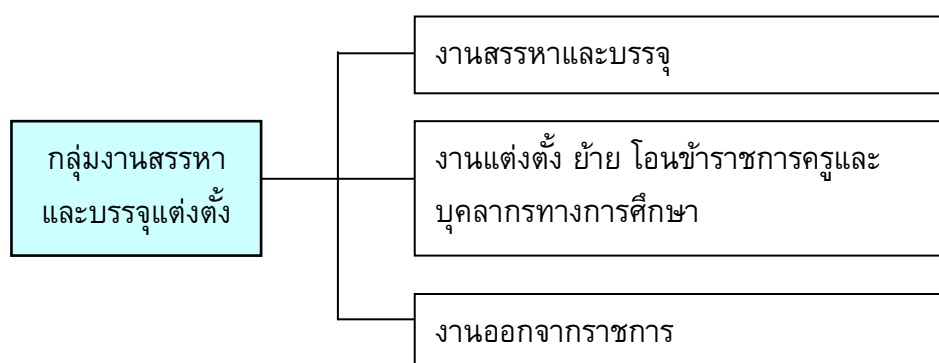 กลุ่มงานสรรหา
และบรรจุแต่งตั้ง
งานสรรหาและบรรจุ
งานแต่งตั้ง ย้าย โอนข้าราชการครูและ
บุคลากรทางการศึกษา
งานออกจากราชการ